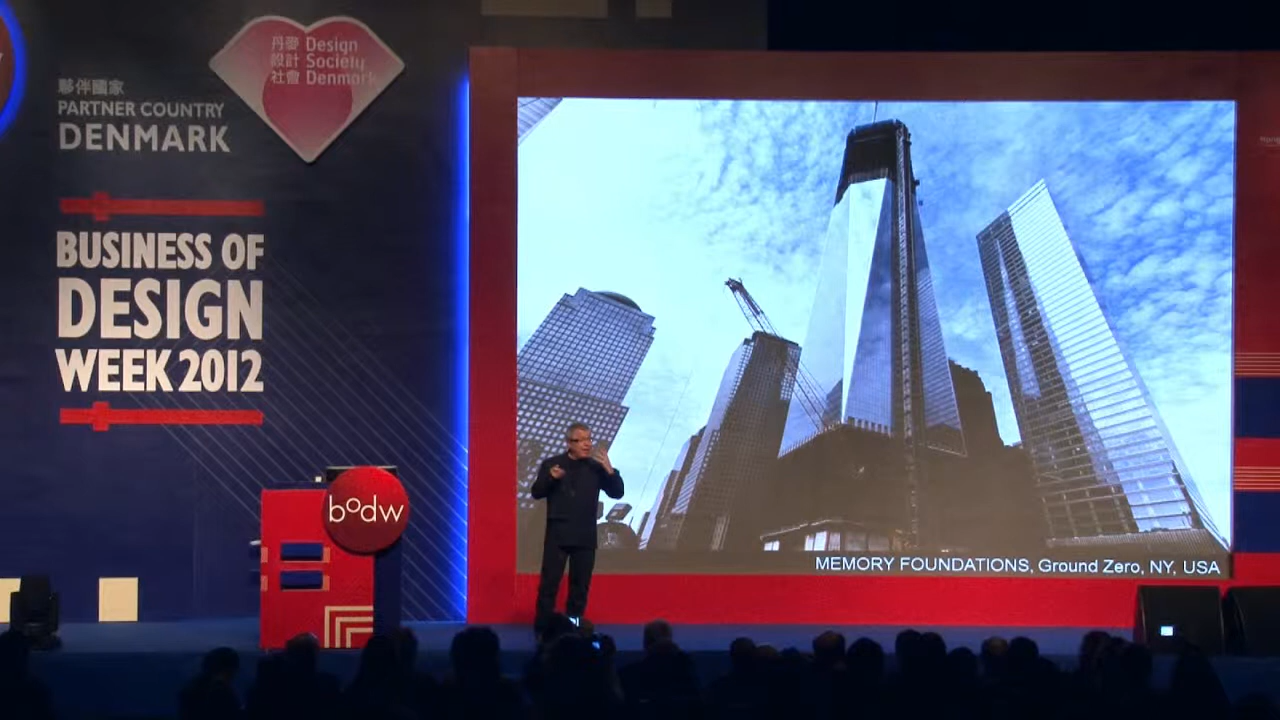 夥伴國家
PARTNER COUNTRY
DENMARK
丹麥 Design
設計 Society
社會 Denmark
BUSINESS OF
DESIGN
WEEK 2012
bodw
MEMORY FOUNDATIONS, Ground Zero, NY, USA